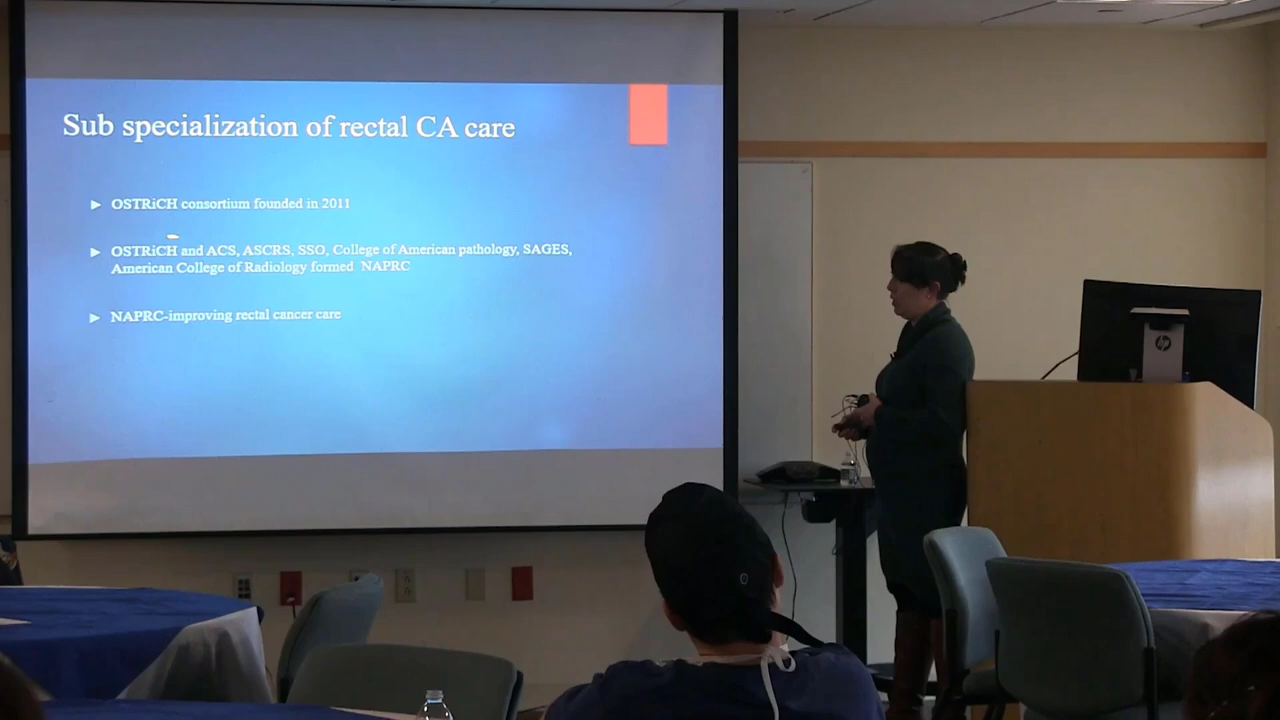 Sub specialization of rectal CA care
OSTRiCH consortium founded in 2011
OSTRiCH and ACS, ASCRS, SSO, College of American pathology, SAGES,
American College of Radiology formed NAPRC
NAPRC-improving rectal cancer care
hp